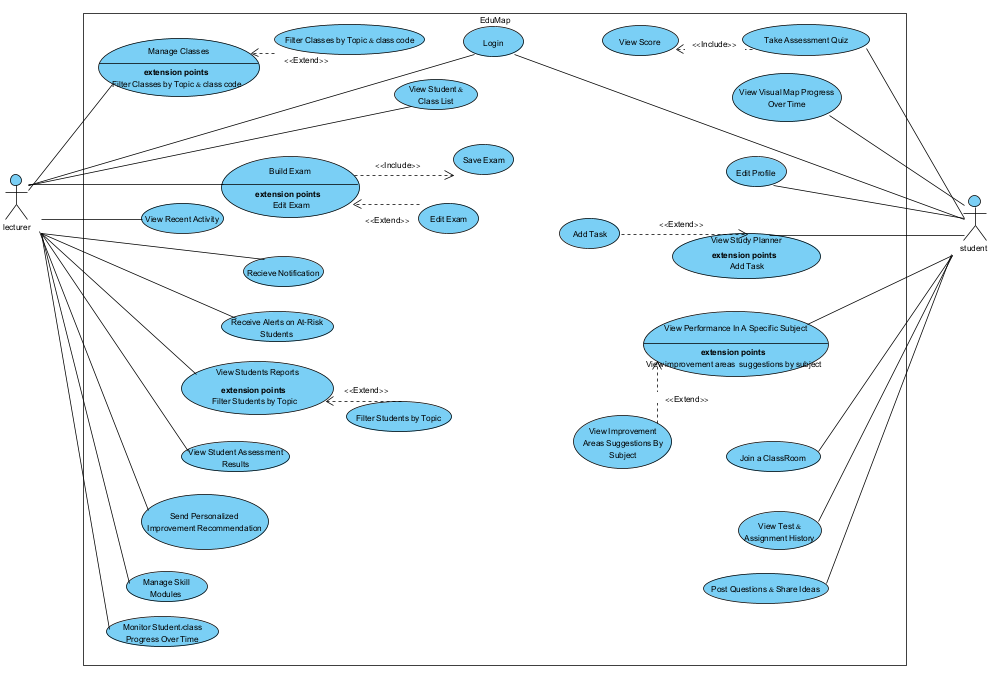 EduMap
Manage Classes
extension points
Filter Classes by Topic & class code
Filter Classes by Topic & class code
<<Extend>>
Login
View Score
<<Include>>
Take Assessment Quiz
View Student &
Class List
View Visual Map Progress
Over Time
Build Exam
extension points
Edit Exam
<<Include>>
Save Exam
<<Extend>>
Edit Exam
Edit Profile
lecturer
View Recent Activity
Add Task
<<Extend>>
View Study Planner
extension points
Add Task
student
Recieve Notification
Receive Alerts on At-Risk
Students
View Performance In A Specific Subject
extension points
View improvement areas suggestions by subject
View Students Reports
extension points
Filter Students by Topic
<<Extend>>
Filter Students by Topic
<<Extend>>
View Improvement
Areas Suggestions By
Subject
View Student Assessment
Results
Join a ClassRoom
Send Personalized
Improvement Recommendation
View Test &
Assignment History
Manage Skill
Modules
Post Questions & Share Ideas
Monitor Student/class
Progress Over Time